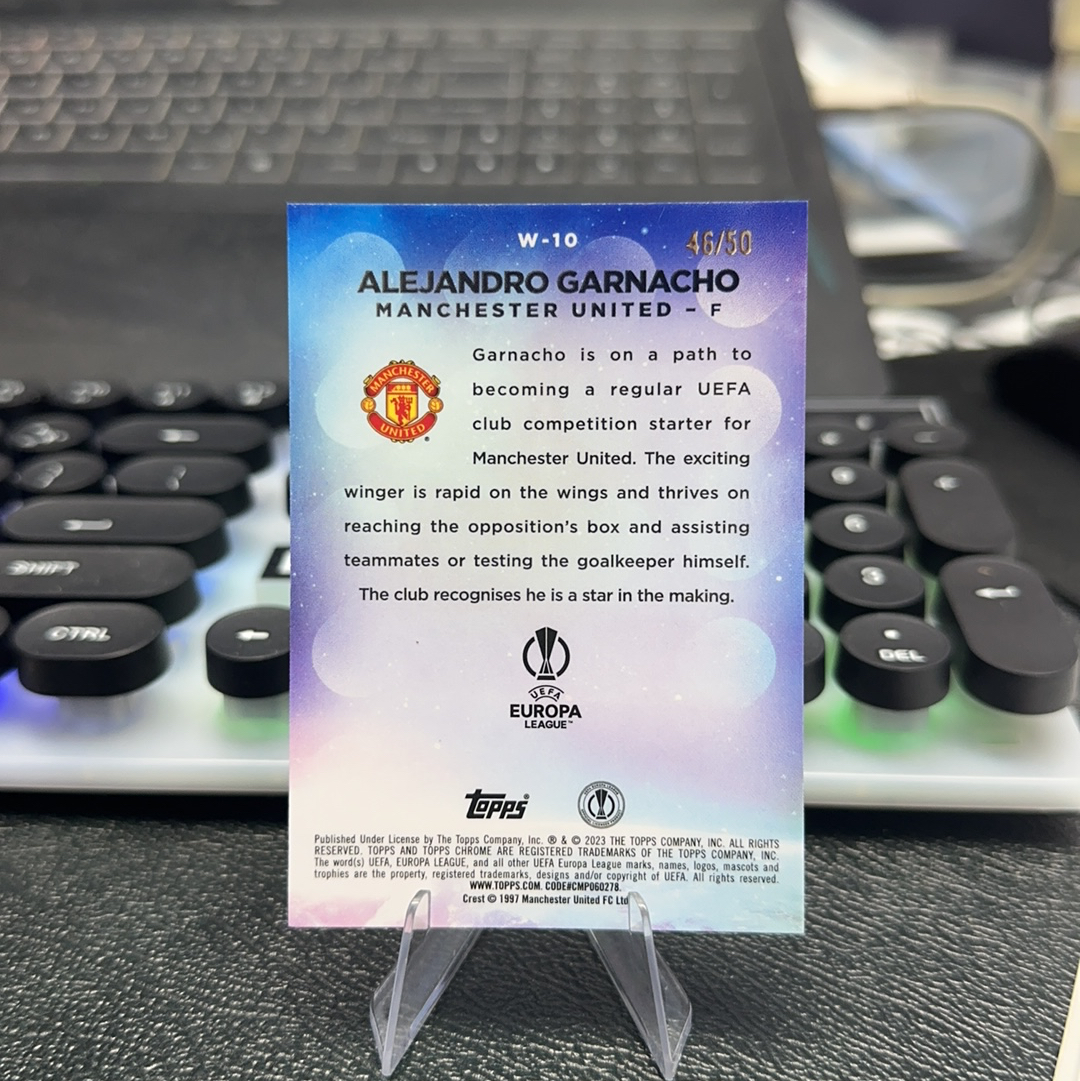 W-10
46/50
ALEJANDRO GARNACHO
MANCHESTER UNITED – F
MANCHESTER
UNITED
Garnacho is on a path to
becoming a regular UEFA
club competition starter for
Manchester United. The exciting
winger is rapid on the wings and thrives on
reaching the opposition's box and assisting
teammates or testing the goalkeeper himself.
The club recognises he is a star in the making.
UEFA
EUROPA
LEAGUE™
Topps®
Published Under License by The Topps Company, Inc. ® & © 2023 THE TOPPS COMPANY, INC. ALL RIGHTS
RESERVED. TOPPS AND TOPPS CHROME ARE REGISTERED TRADEMARKS OF THE TOPPS COMPANY, INC.
The word(s) UEFA, EUROPA LEAGUE, and all other UEFA Europa League marks, names, logos, mascots and
trophies are the property, registered trademarks, designs and/or copyright of UEFA. All rights reserved.
WWW.TOPPS.COM. CODE#CMP060278.
Crest © 1997 Manchester United FC Ltd
SHIFT
CTRL
3
DEL